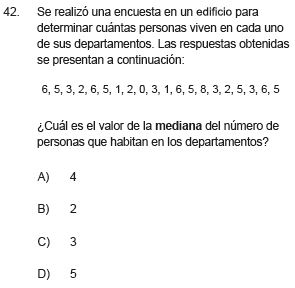 42. Se realizó una encuesta en un edificio para
determinar cuántas personas viven en cada uno
de sus departamentos. Las respuestas obtenidas
se presentan a continuación:
6, 5, 3, 2, 6, 5, 1, 2, 0, 3, 1, 6, 5, 8, 3, 2, 5, 3, 6, 5
¿Cuál es el valor de la mediana del número de
personas que habitan en los departamentos?
A) 4
B) 2
C) 3
D) 5